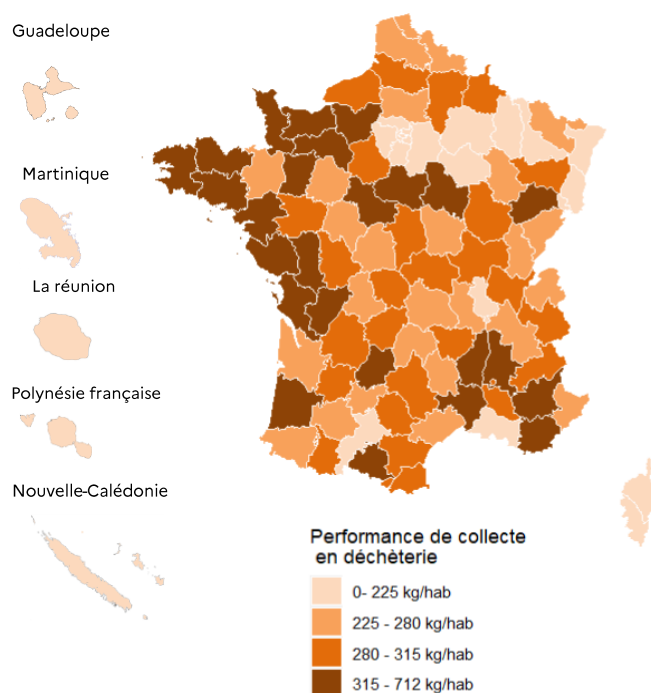 Guadeloupe
Martinique
La réunion
Polynésie française
Nouvelle-Calédonie
Performance de collecte
en déchèterie
0- 225 kg/hab
225 - 280 kg/hab
280 - 315 kg/hab
315 - 712 kg/hab